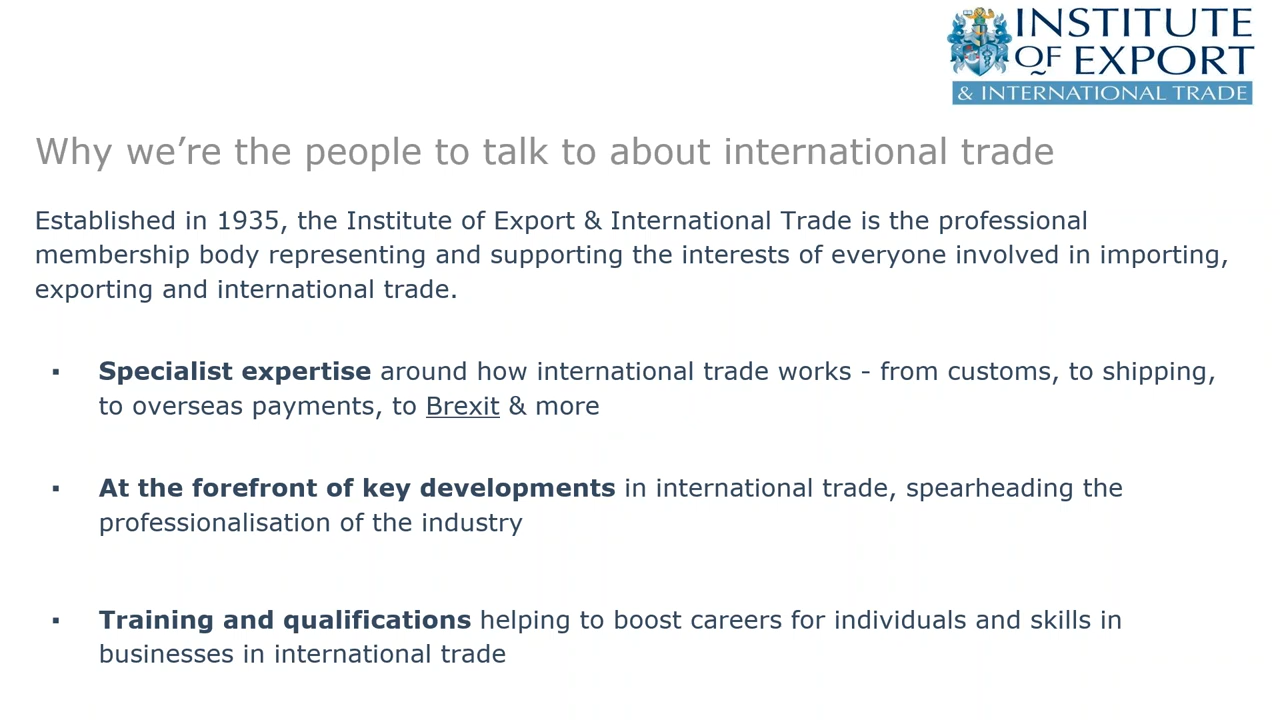 INSTITUTE
OF EXPORT
& INTERNATIONAL TRADE
Why we’re the people to talk to about international trade
Established in 1935, the Institute of Export & International Trade is the professional
membership body representing and supporting the interests of everyone involved in importing,
exporting and international trade.
▪ Specialist expertise around how international trade works - from customs, to shipping,
to overseas payments, to Brexit & more
▪ At the forefront of key developments in international trade, spearheading the
professionalisation of the industry
▪ Training and qualifications helping to boost careers for individuals and skills in
businesses in international trade